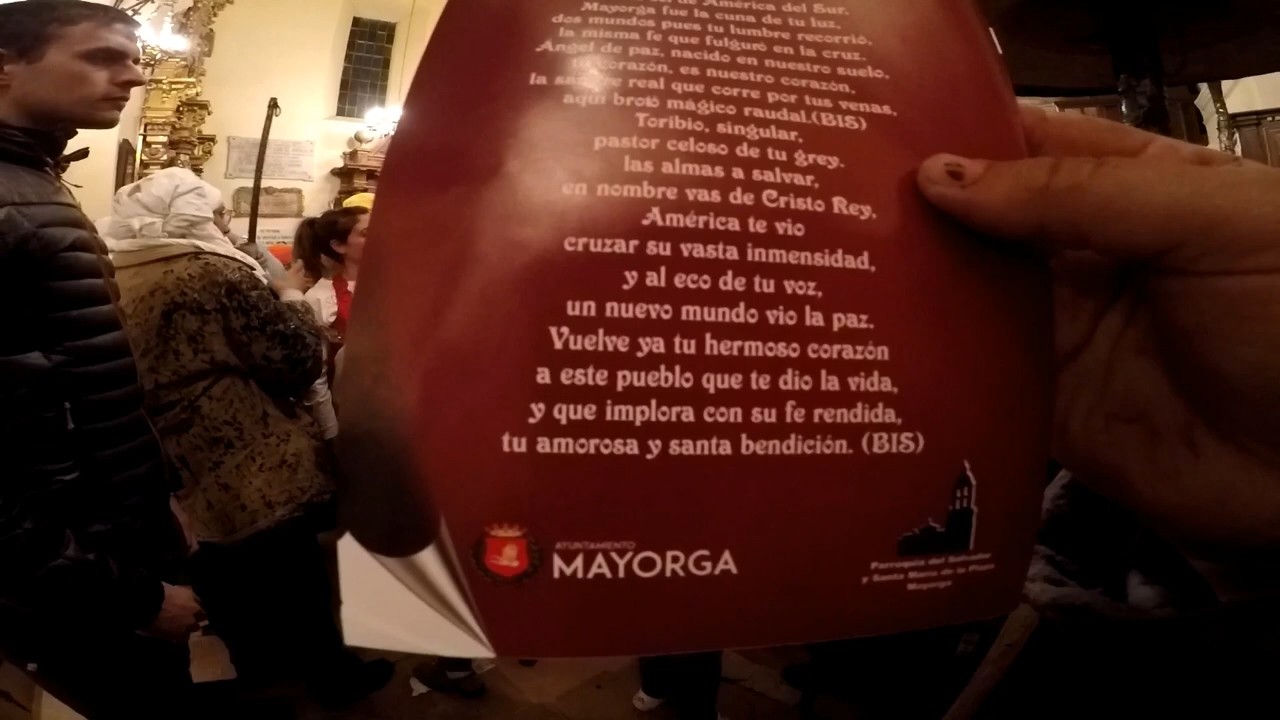 de América del Sur.
Mayorga fue la cuna de tu luz,
dos mundos pues tu lumbre recorrió,
la misma fe que fulguró en la cruz.
Ángel de paz, nacido en nuestro suelo,
tu corazón, es nuestro corazón,
la sangre real que corre por tus venas,
aquí brotó mágico raudal.(BIS)
Toribio, singular,
pastor celoso de tu grey.
las almas a salvar,
en nombre vas de Cristo Rey,
América te vio
cruzar su vasta inmensidad,
y al eco de tu voz,
un nuevo mundo vio la paz.
Vuelve ya tu hermoso corazón
a este pueblo que te dio la vida,
y que implora con su fe rendida,
tu amorosa y santa bendición. (BIS)
AYUNTAMIENTO
MAYORGA
Parroquia del Salvador
y Santa María de la Plaza
Mayorga